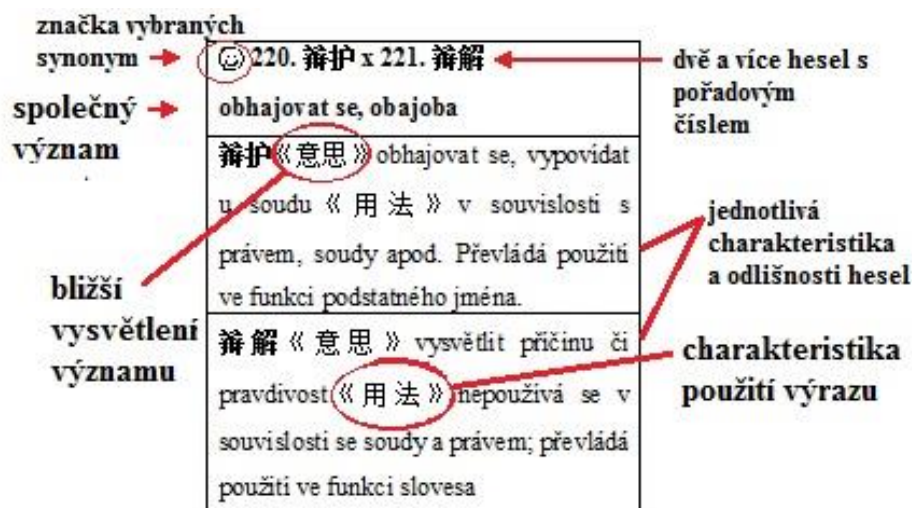 značka vybraných
synonym
společný
význam
bližší
vysvětlení
významu
☺ 220. 辩护 x 221. 辩解
obhajovat se, obajoba
辩护《意思》obhajovat se, vypovídat
u soudu 《用法》 v souvislosti s
právem, soudy apod. Převládá použití
ve funkci podstatného jména.
辩解《意思》 vysvětlit příčinu či
pravdivost《用法》nepoužívá se v
souvislosti se soudy a právem; převládá
použití ve funkci slovesa
dvě a více hesel s
pořadovým
číslem
jednotlivá
charakteristika
a odlišnosti hesel
charakteristika
použití výrazu